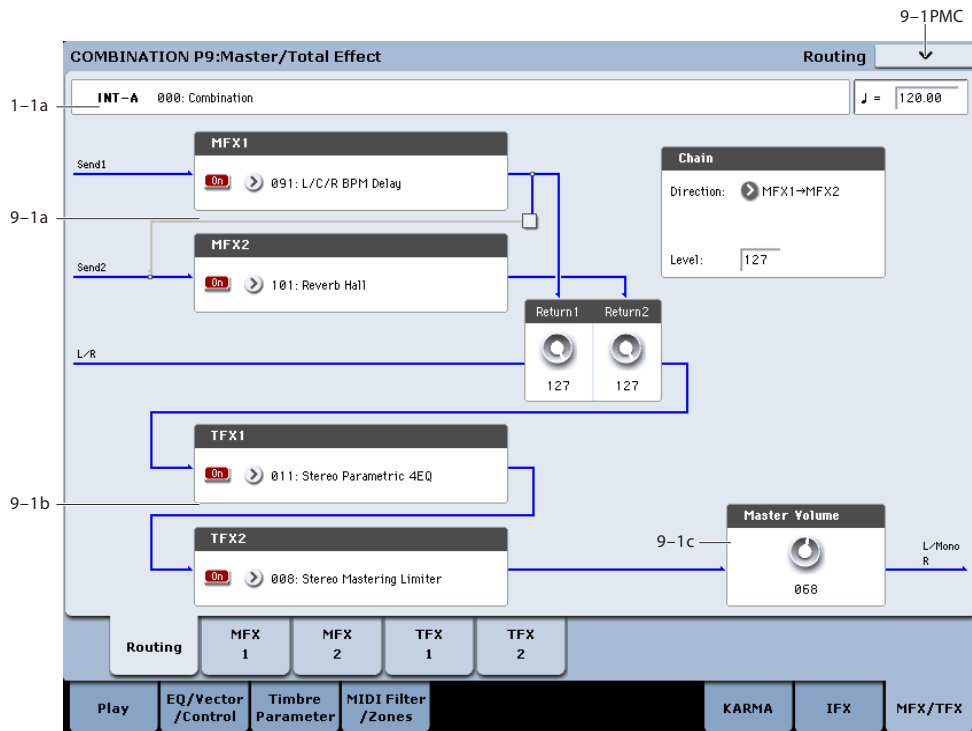 9–1PMC
COMBINATION P9:Master/Total Effect
Routing
1–1a
INT–A 000: Combination
♩ = 120.00
MFX1
Send1
On 091: L/C/R BPM Delay
Chain
Direction: MFX1→MFX2
Level: 127
9–1a
MFX2
Send2
On 101: Reverb Hall
Return1 Return2
L/R
127 127
TFX1
On 011: Stereo Parametric 4EQ
9–1b
TFX2
On 008: Stereo Mastering Limiter
9–1c
Master Volume
068
L/Mono
R
Routing
MFX
1
MFX
2
TFX
1
TFX
2
Play
EQ/Vector
/Control
Timbre
Parameter
MIDI Filter
/Zones
KARMA
IFX
MFX/TFX